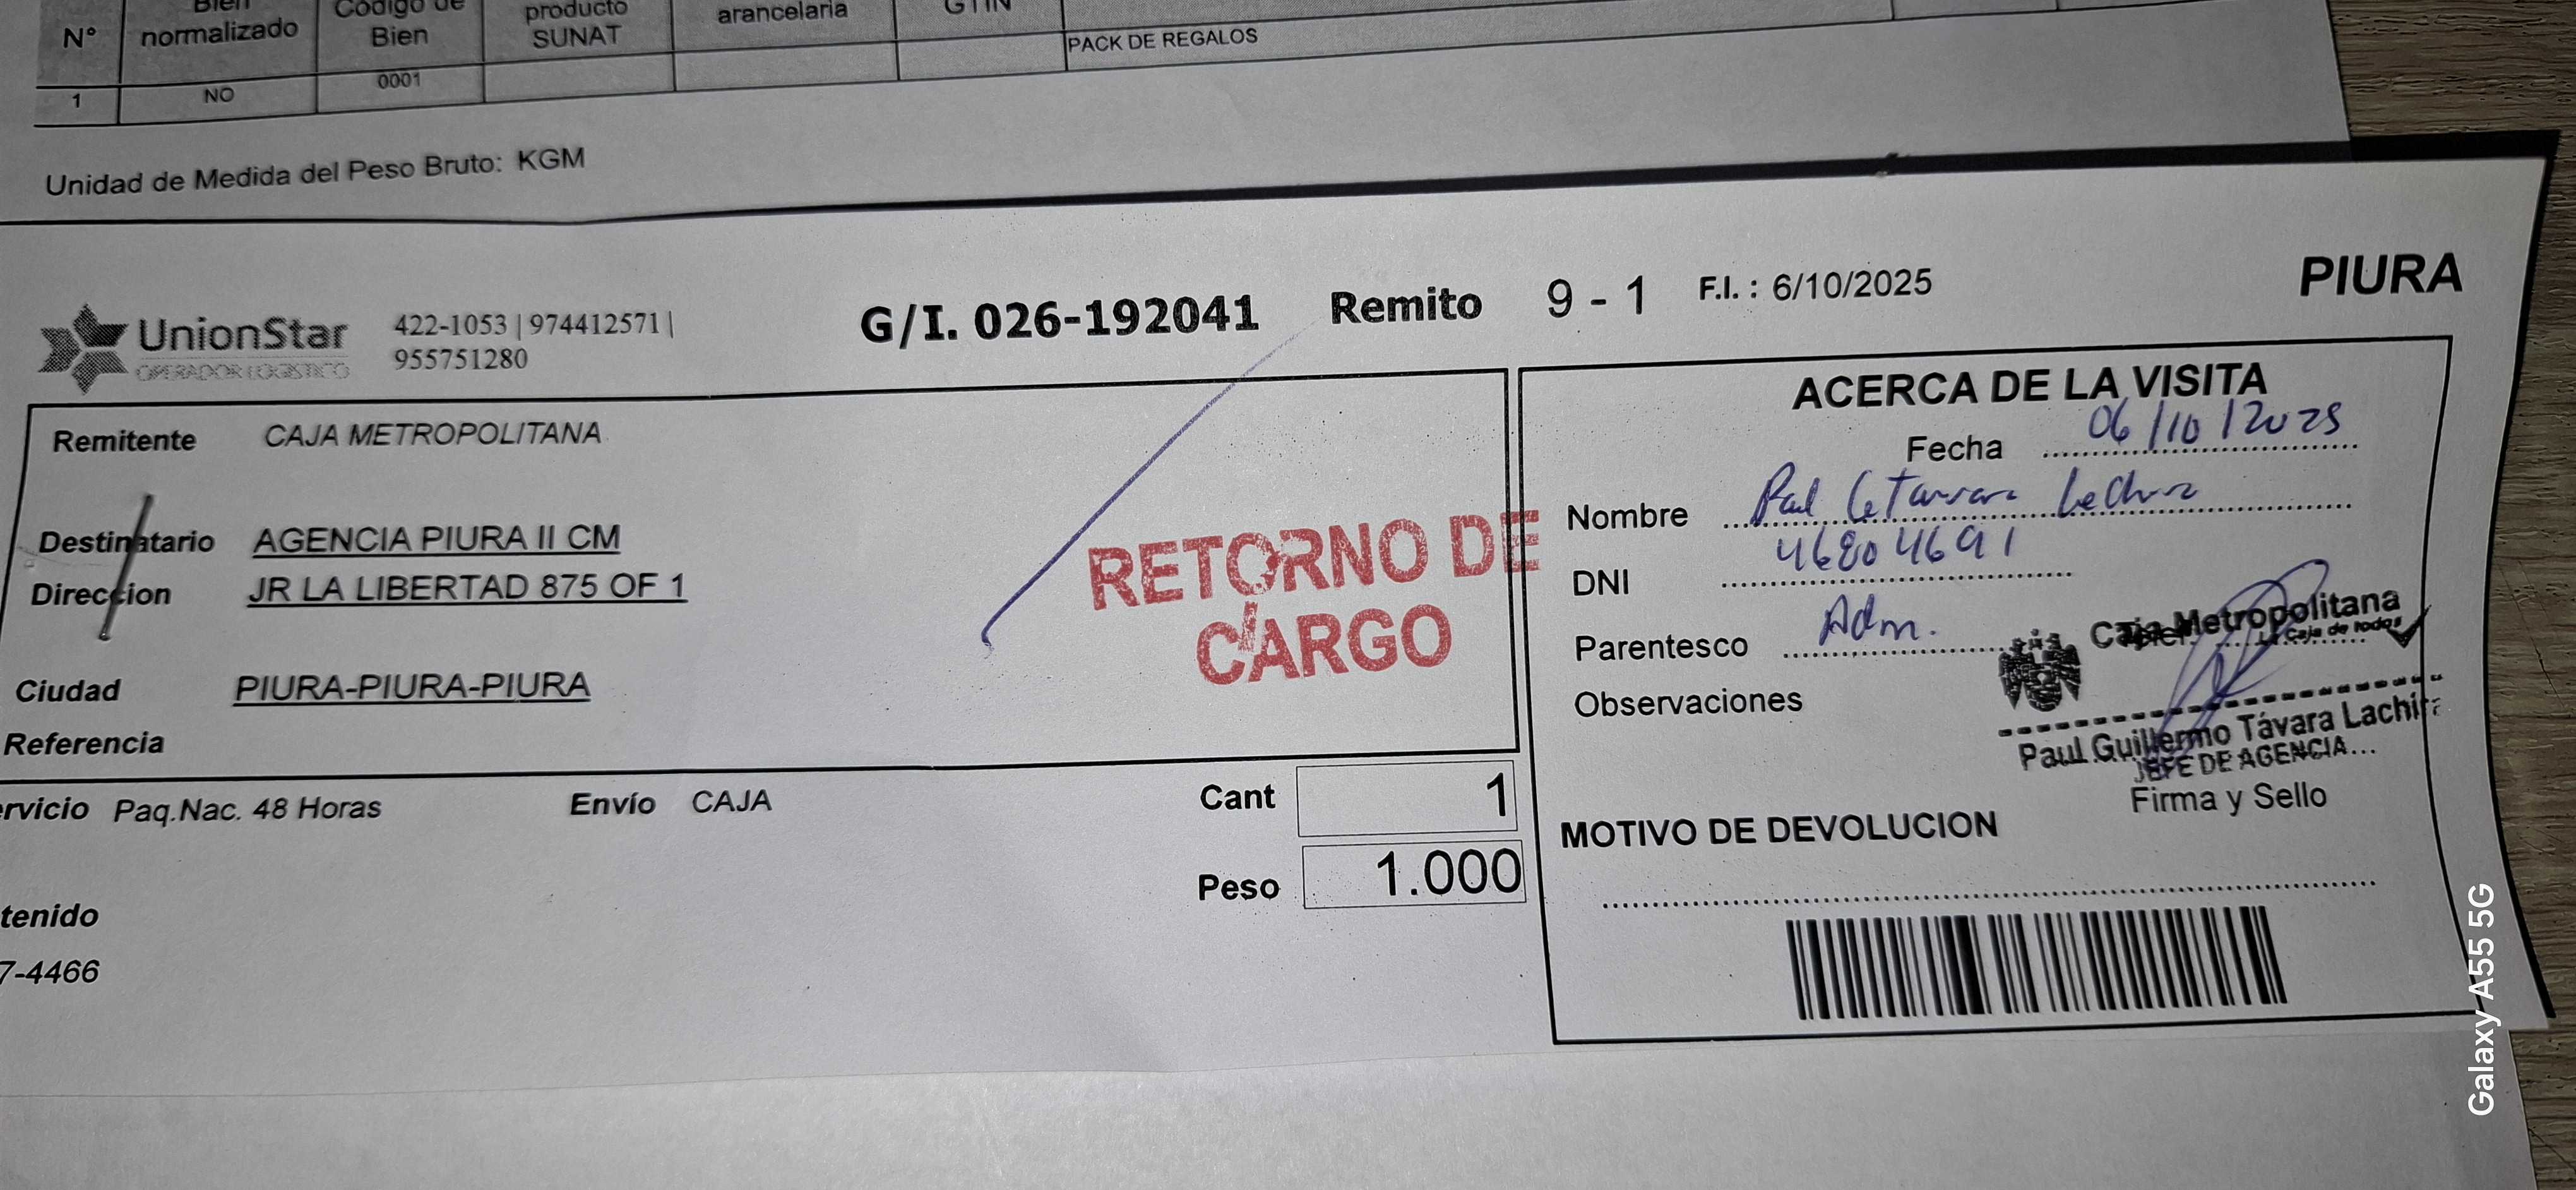 Bien
Código de
producto
arancelaria
GTIN
N°
normalizado
Bien
SUNAT
PACK DE REGALOS
1
NO
0001
Unidad de Medida del Peso Bruto: KGM
UnionStar
OPERADOR LOGISTICO
422-1053 | 974412571 |
955751280
G/I. 026-192041
Remito 9 - 1
F.I. : 6/10/2025
PIURA
Remitente CAJA METROPOLITANA
Destinatario AGENCIA PIURA II CM
Direccion JR LA LIBERTAD 875 OF 1
Ciudad PIURA-PIURA-PIURA
Referencia
RETORNO DE
CARGO
ervicio Paq.Nac. 48 Horas
Envío CAJA
Cant 1
Peso 1.000
tenido
7-4466
ACERCA DE LA VISITA
Fecha 06/10/2025
Nombre
DNI 46804691
Parentesco Adm.
Caja Metropolitana
La Caja de todos
Observaciones
Paul Guillermo Távara Lachira
JEFE DE AGENCIA
Firma y Sello
MOTIVO DE DEVOLUCION
Galaxy A55 5G